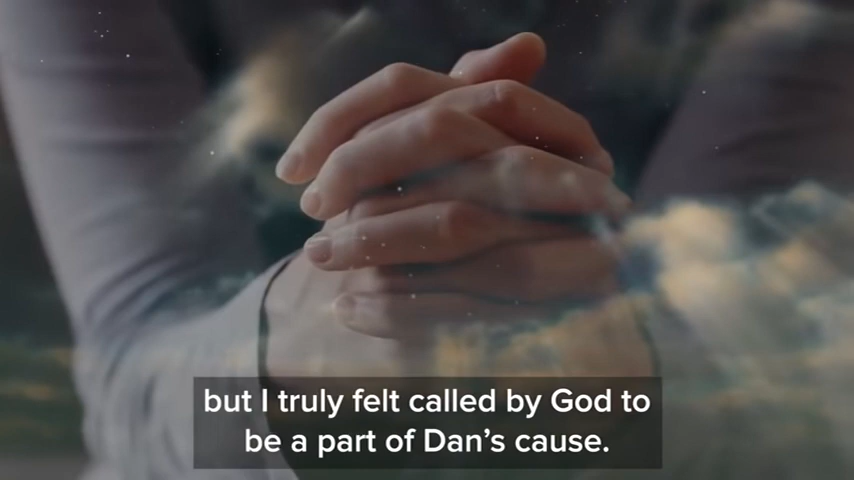 but I truly felt called by God to
be a part of Dan’s cause.